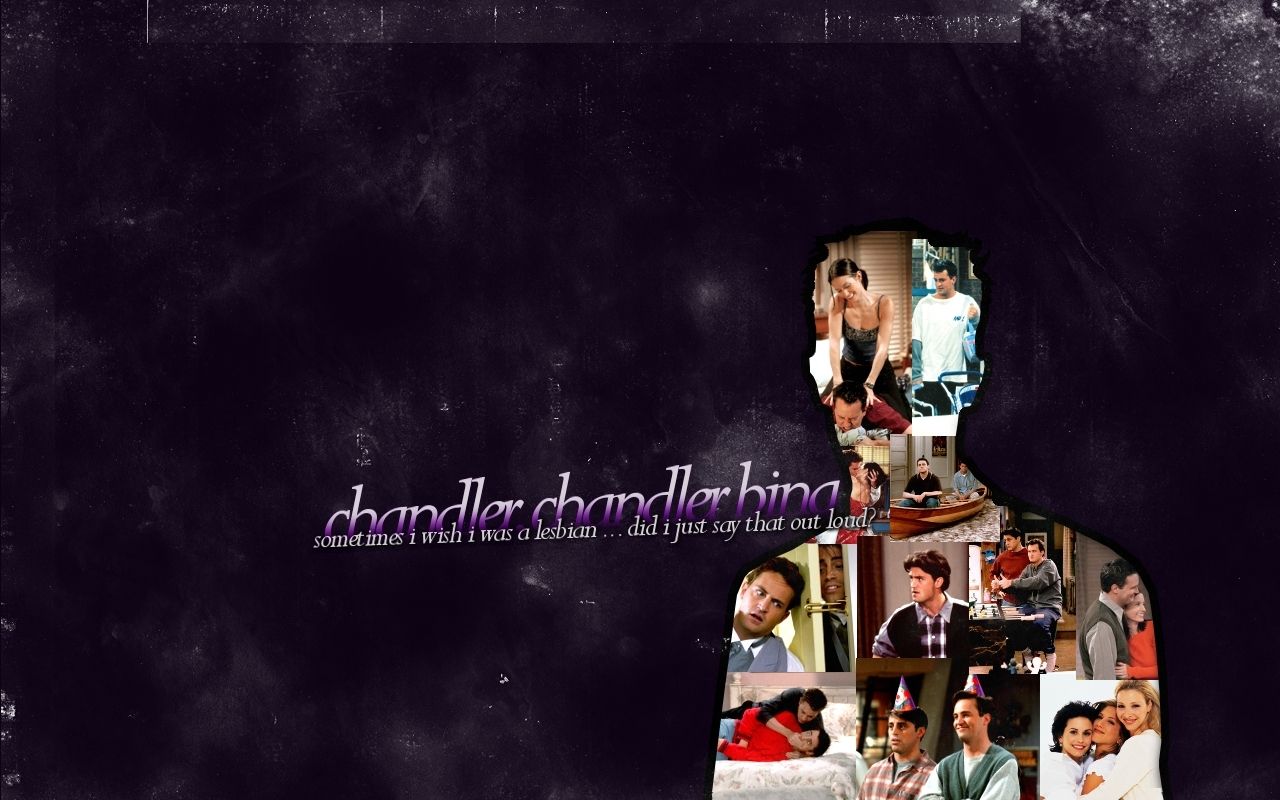 chandler. chandler bing
sometimes i wish i was a lesbian ... did i just say that out loud?